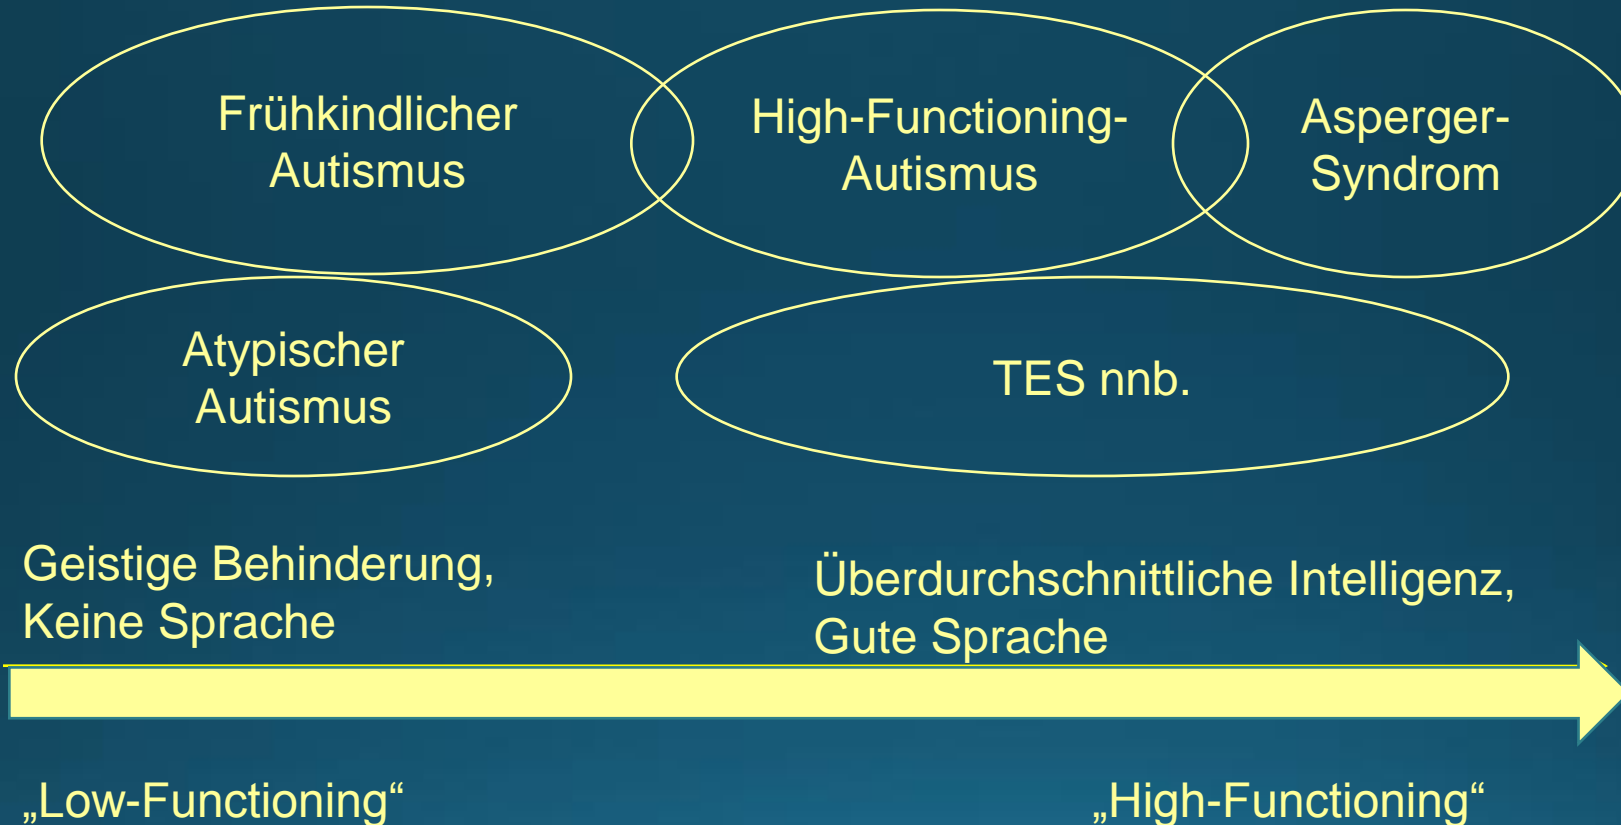 Frühkindlicher
Autismus
High-Functioning-
Autismus
Asperger-
Syndrom
Atypischer
Autismus
TES nnb.
Geistige Behinderung,
Keine Sprache
Überdurchschnittliche Intelligenz,
Gute Sprache
„Low-Functioning“
„High-Functioning“